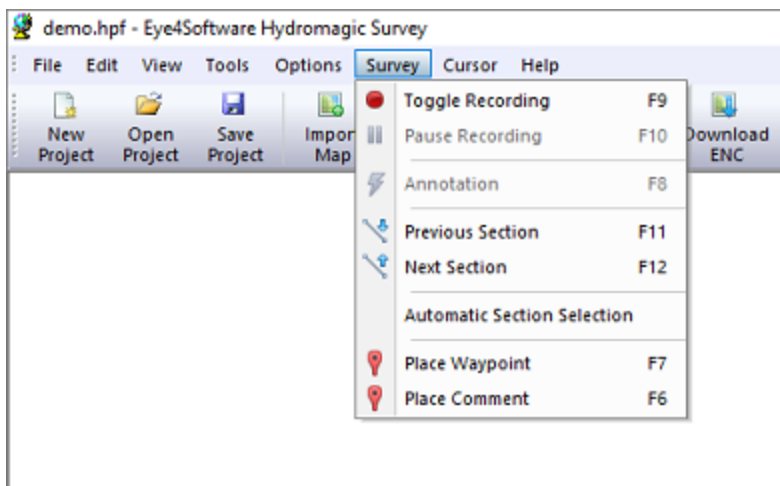 demo.hpf - Eye4Software Hydromagic Survey
File Edit View Tools Options Survey Cursor Help
New Project
Open Project
Save Project
Impor
Map
Download ENC
Toggle Recording F9
Pause Recording F10
Annotation F8
Previous Section F11
Next Section F12
Automatic Section Selection
Place Waypoint F7
Place Comment F6